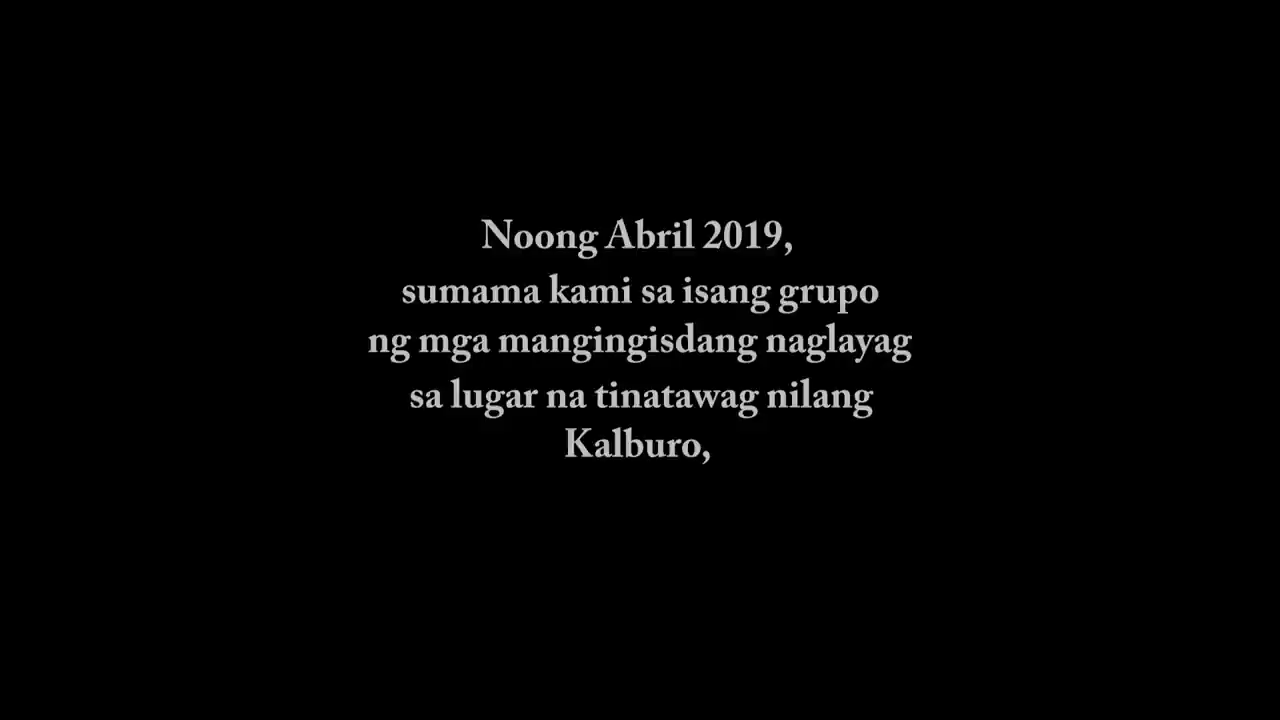 Noong Abril 2019,
sumama kami sa isang grupo
ng mga mangingisdang naglayag
sa lugar na tinatawag nilang
Kalburo,